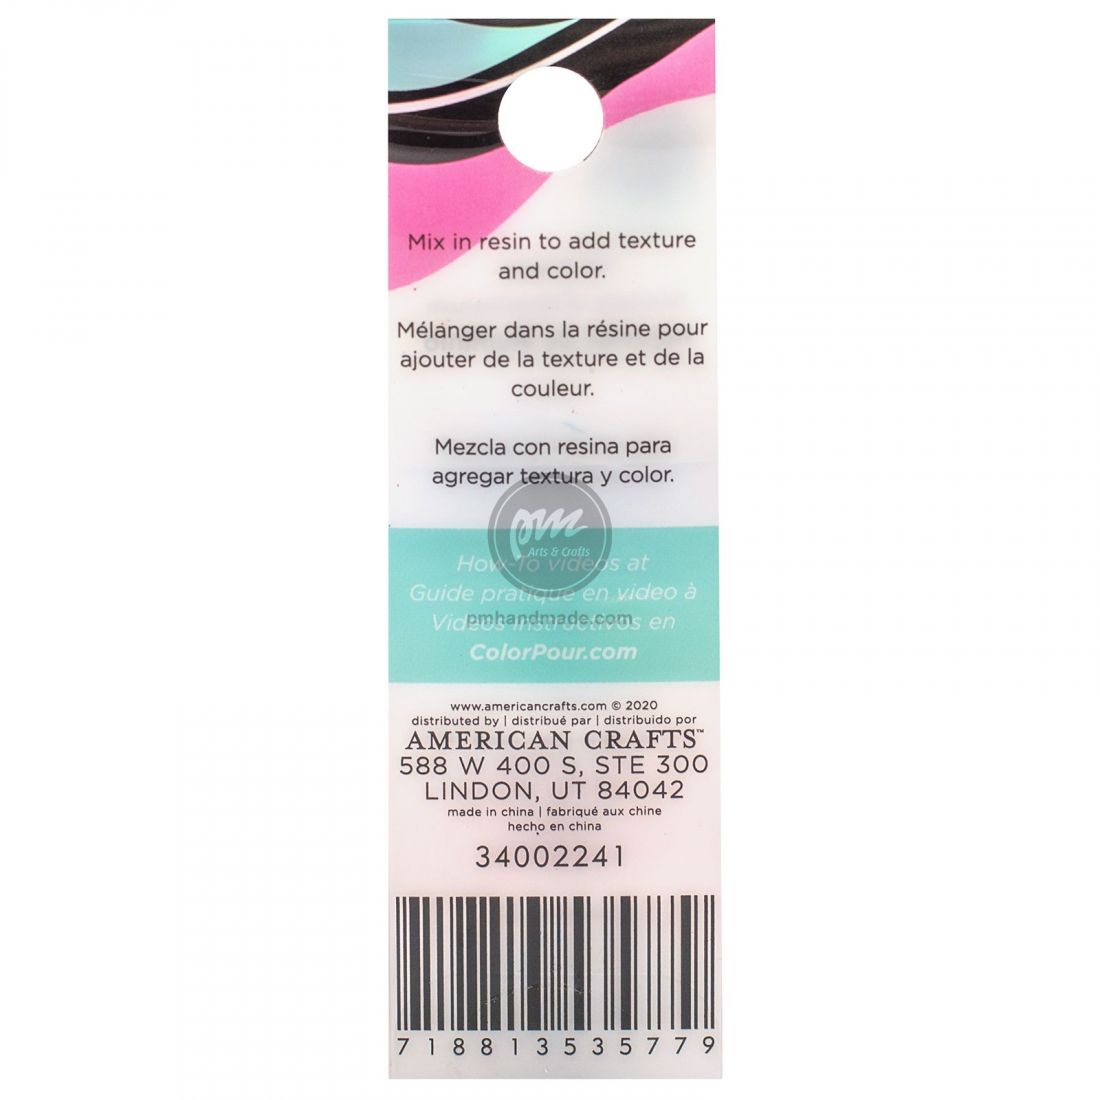 Mix in resin to add texture
and color.
Mélanger dans la résine pour
ajouter de la texture et de la
couleur.
Mezcla con resina para
agregar textura y color.
pm
Arts & Crafts
How-To videos at
Guide pratique en video à
pmhandmade.com
Videos instructivos en
ColorPour.com
www.americancrafts.com © 2020
distributed by | distribué par | distribuido por
AMERICAN CRAFTS™
588 W 400 S, STE 300
LINDON, UT 84042
made in china | fabriqué aux chine
hecho en china
34002241
718813535779